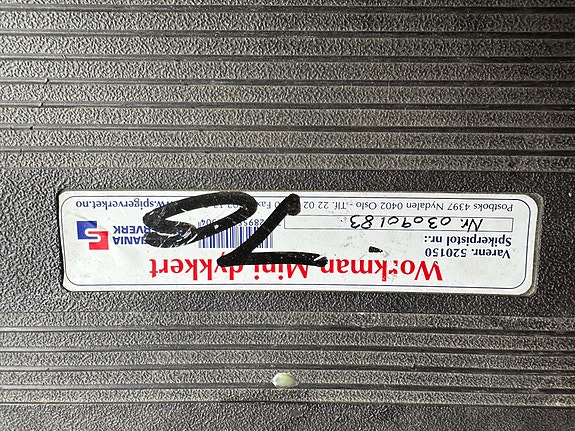 Workman Mini dykkert
Varenr. 520150
Spikerpistol nr.:
Nr. 03090183
Postboks 4397 Nydalen 0402 Oslo - Tlf. 22 02 Fax www.spigerverket.no